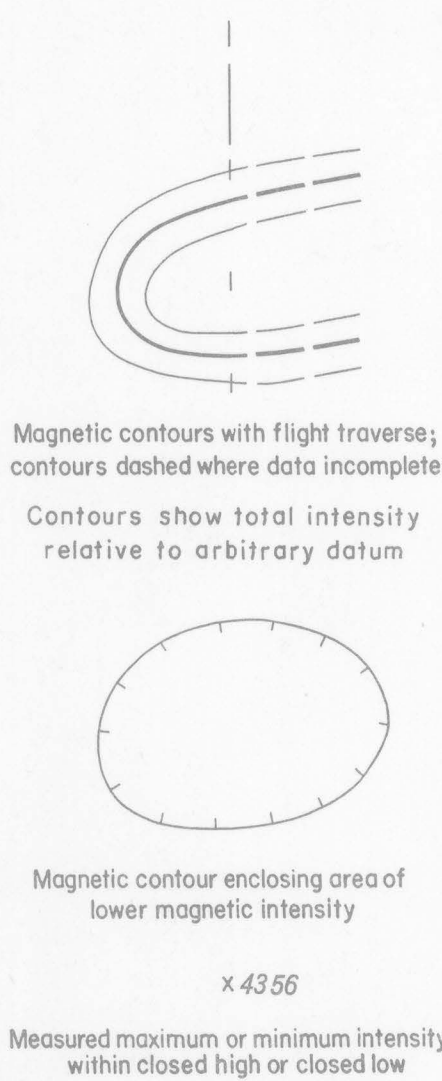 Magnetic contours with flight traverse;
contours dashed where data incomplete
Contours show total intensity
relative to arbitrary datum
Magnetic contour enclosing area of
lower magnetic intensity
× 4356
Measured maximum or minimum intensity
within closed high or closed low